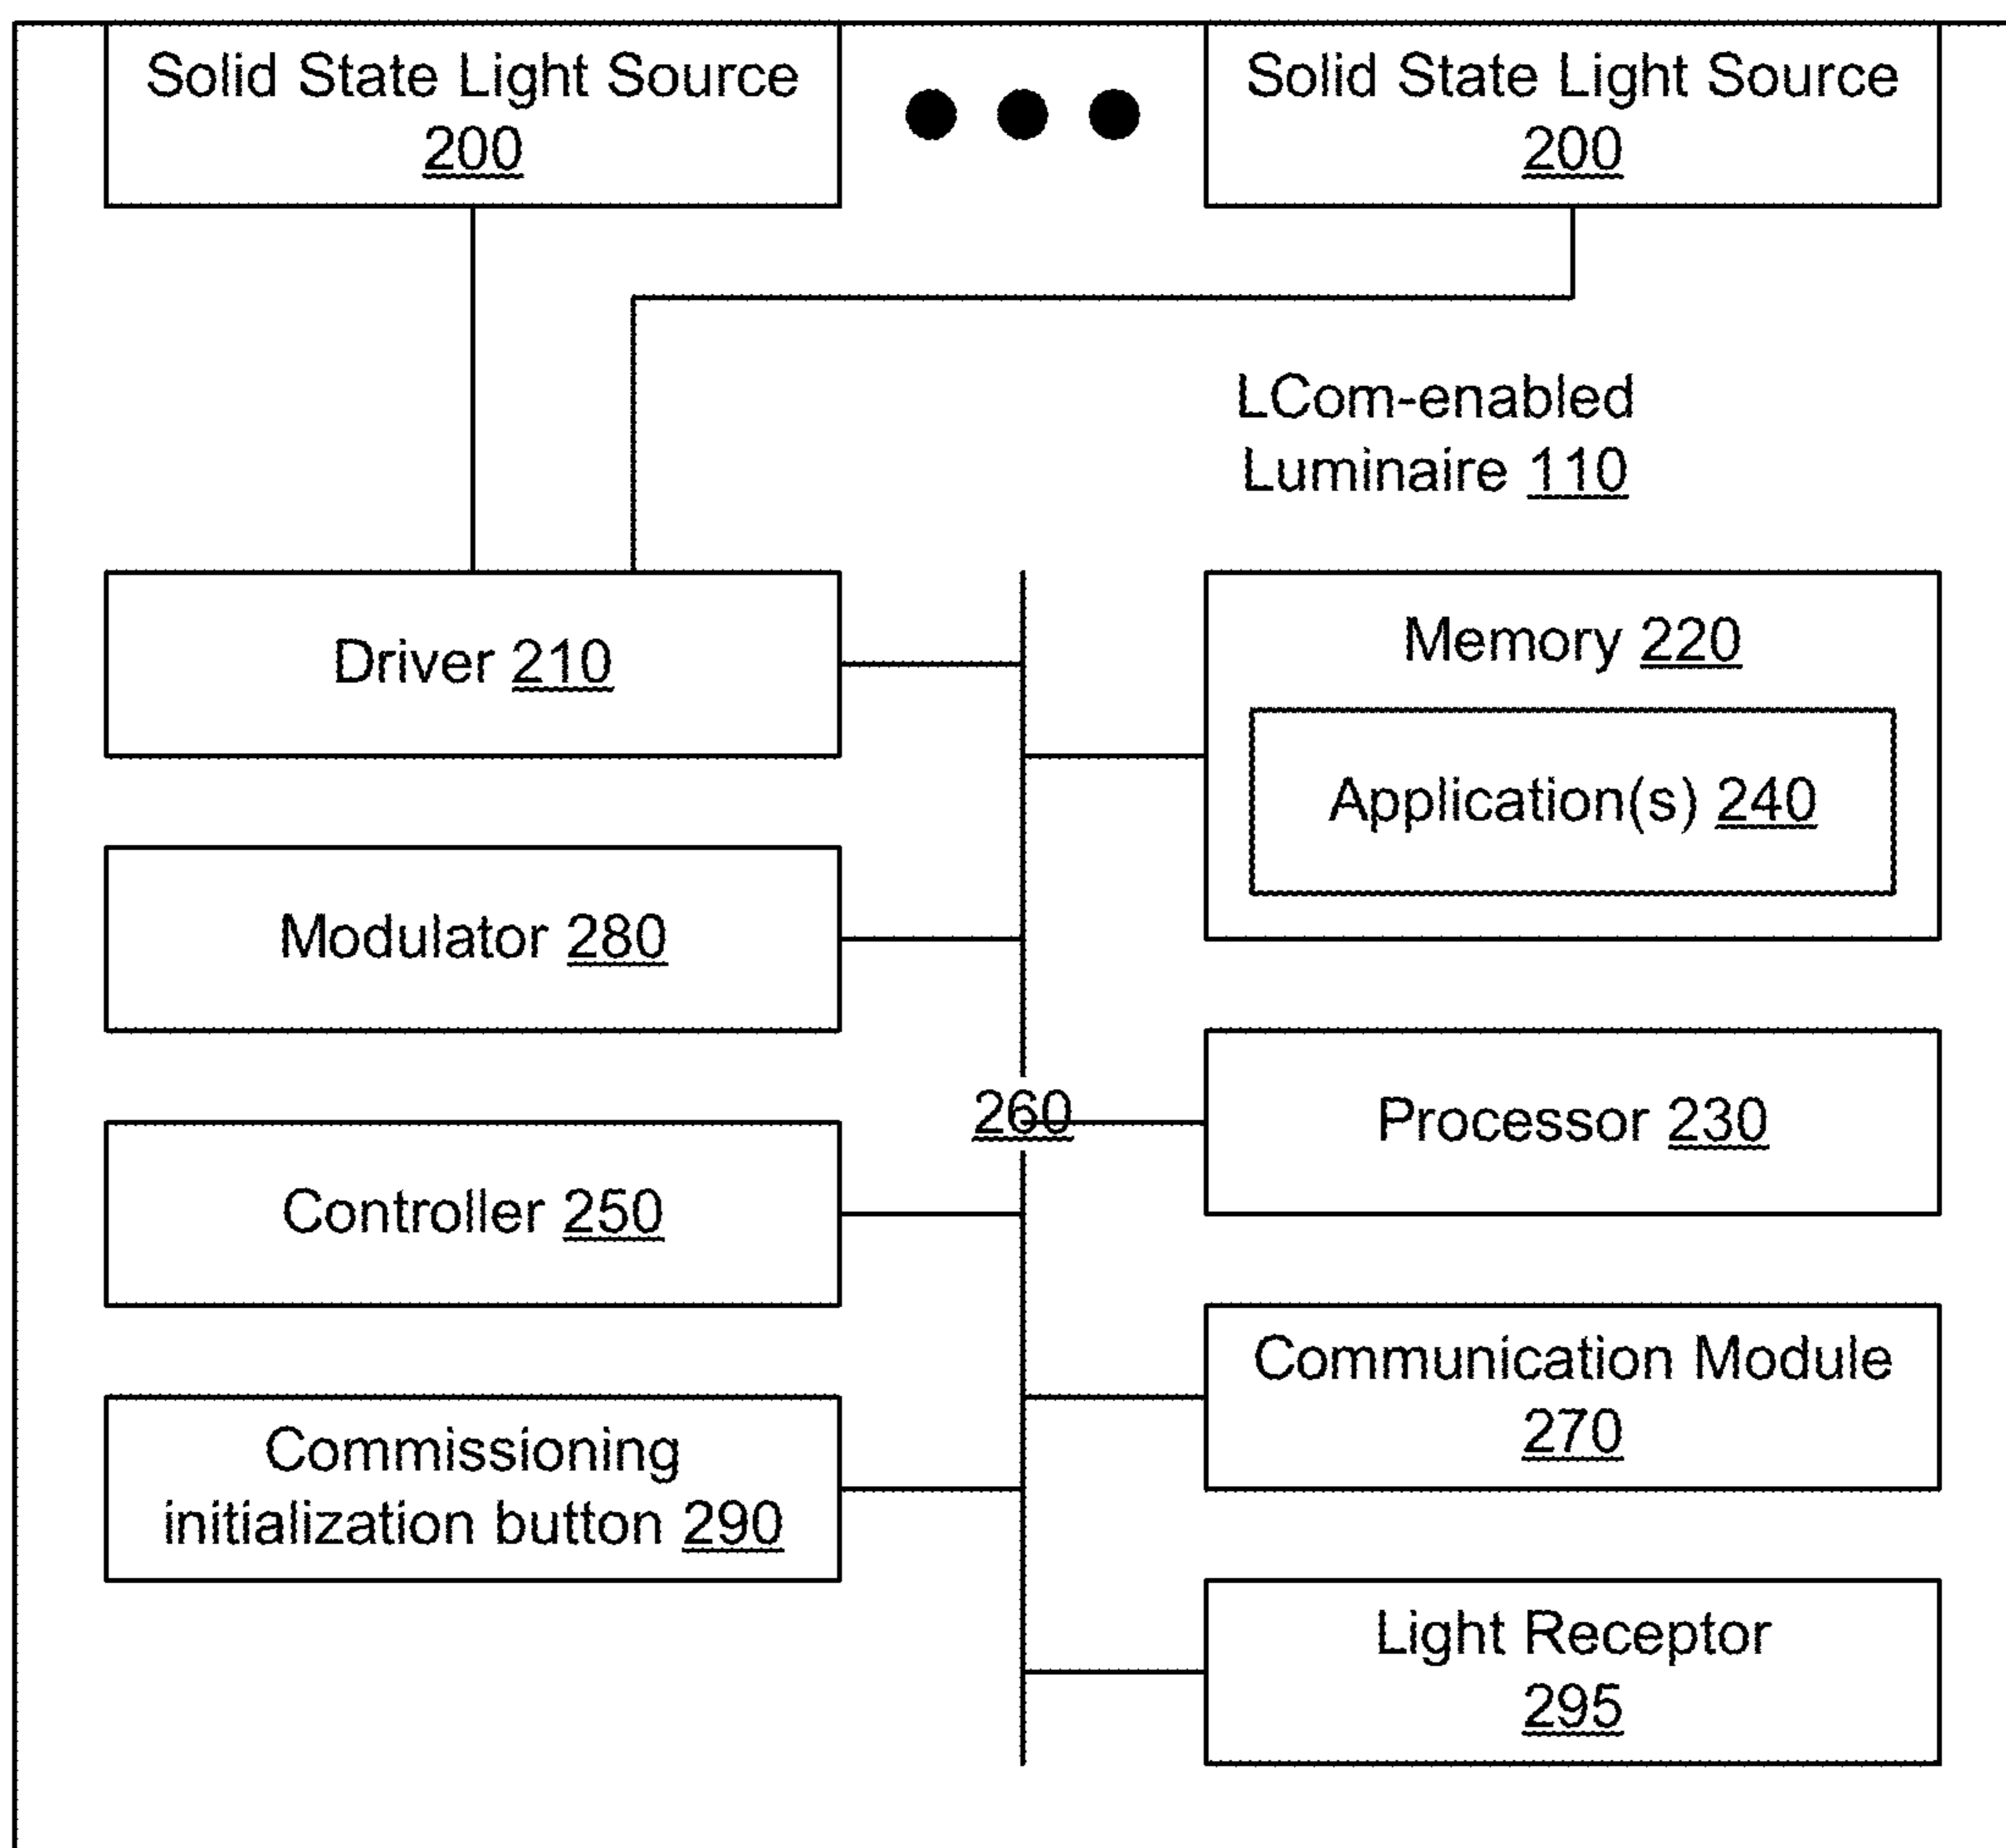 Solid State Light Source
200
Solid State Light Source
200
LCom-enabled
Luminaire 110
Driver 210
Memory 220
Application(s) 240
Modulator 280
260
Processor 230
Controller 250
Communication Module
270
Commissioning
initialization button 290
Light Receptor
295